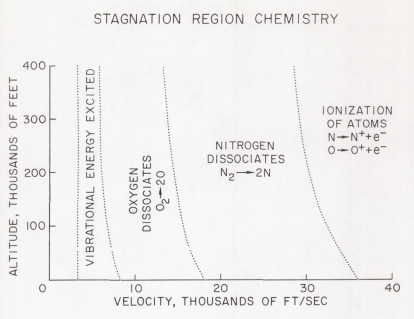 STAGNATION REGION CHEMISTRY
ALTITUDE, THOUSANDS OF FEET
400
300
200
100
0
10
20
30
40
VELOCITY, THOUSANDS OF FT/SEC
VIBRATIONAL ENERGY EXCITED
OXYGEN
DISSOCIATES
O₂→2O
NITROGEN
DISSOCIATES
N₂→2N
IONIZATION
OF ATOMS
N→N⁺+e⁻
O→O⁺+e⁻